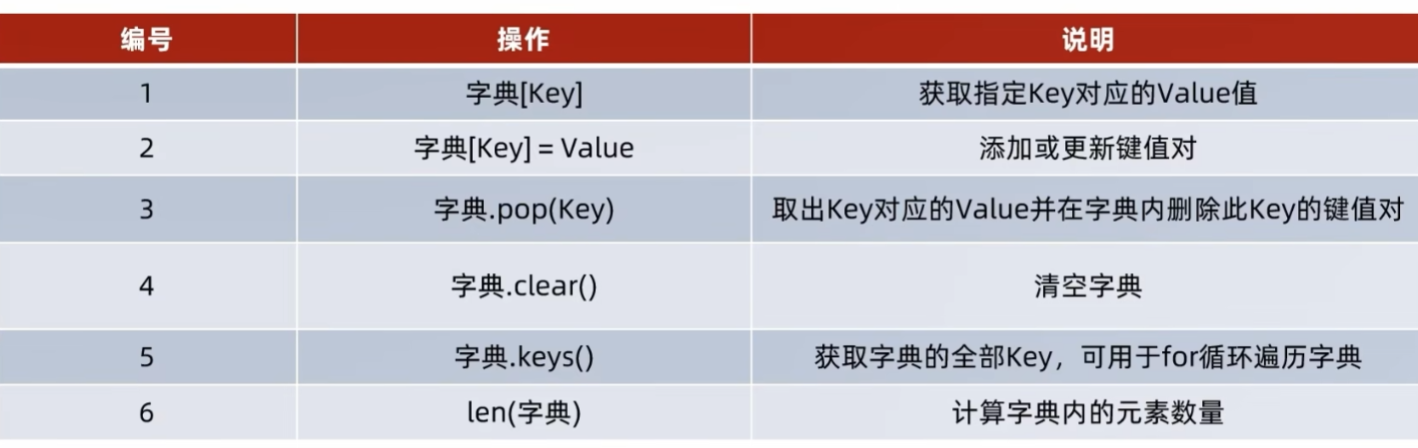 编号 操作 说明
1 字典[Key] 获取指定Key对应的Value值
2 字典[Key] = Value 添加或更新键值对
3 字典.pop(Key) 取出Key对应的Value并在字典内删除此Key的键值对
4 字典.clear() 清空字典
5 字典.keys() 获取字典的全部Key，可用于for循环遍历字典
6 len(字典) 计算字典内的元素数量